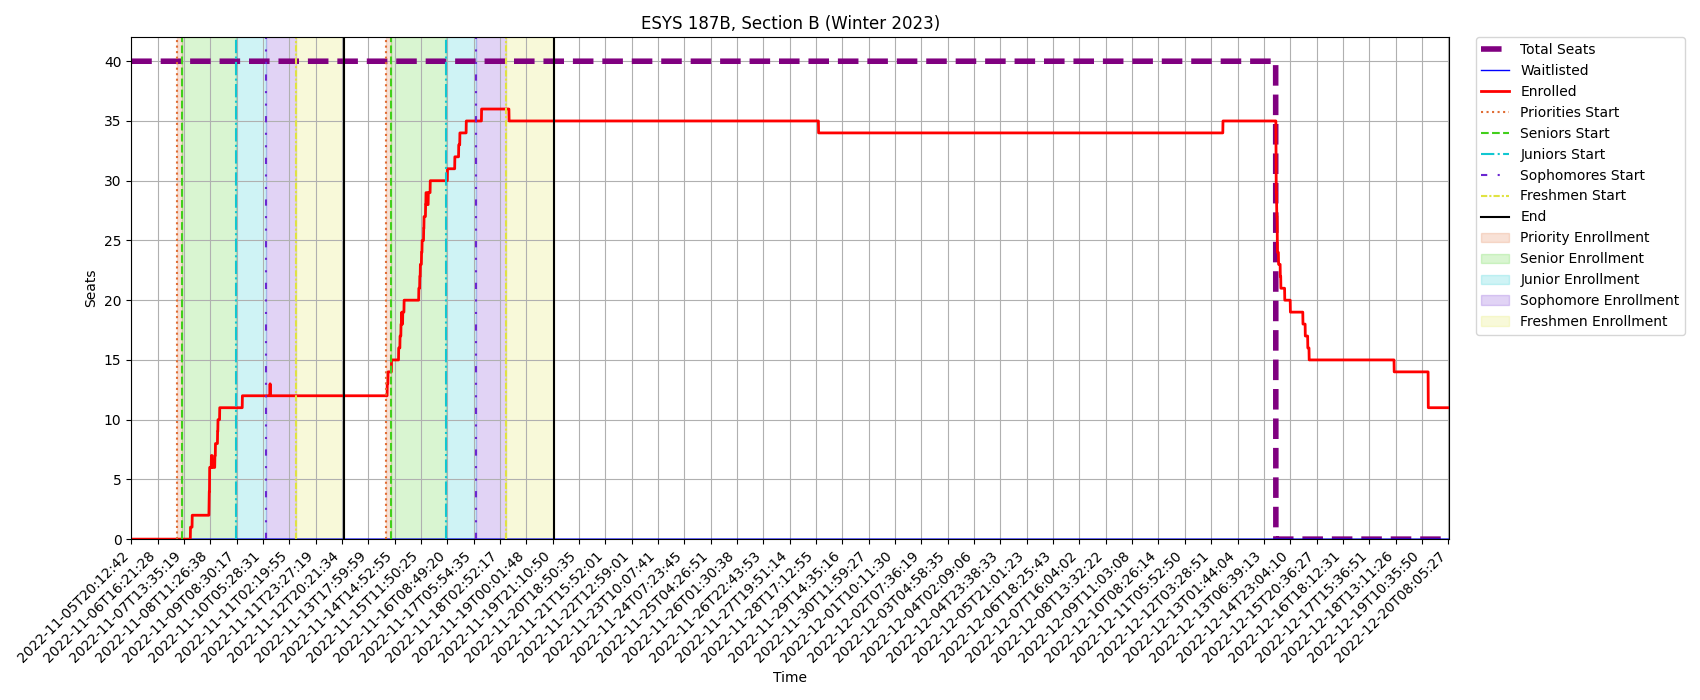 ESYS 187B, Section B (Winter 2023)
Seats
40
35
30
25
20
15
10
5
0
2022-11-05T20:12:42
2022-11-06T16:21:28
2022-11-07T13:35:19
2022-11-08T11:26:38
2022-11-09T08:30:17
2022-11-10T05:28:31
2022-11-11T02:19:55
2022-11-11T23:27:19
2022-11-12T20:21:34
2022-11-13T17:59:59
2022-11-14T14:52:55
2022-11-15T11:50:25
2022-11-16T08:49:20
2022-11-17T05:54:35
2022-11-18T02:52:17
2022-11-19T00:01:48
2022-11-19T21:10:50
2022-11-20T18:50:35
2022-11-21T15:52:01
2022-11-22T12:59:01
2022-11-23T10:07:41
2022-11-24T07:23:45
2022-11-25T04:26:51
2022-11-26T01:30:38
2022-11-26T22:43:53
2022-11-27T19:51:14
2022-11-28T17:12:55
2022-11-29T14:35:16
2022-11-30T11:59:27
2022-12-01T10:11:30
2022-12-02T07:36:19
2022-12-03T04:58:35
2022-12-04T02:09:06
2022-12-04T23:38:33
2022-12-05T21:01:23
2022-12-06T18:25:43
2022-12-07T16:04:02
2022-12-08T13:32:22
2022-12-09T11:03:08
2022-12-10T08:26:14
2022-12-11T05:52:50
2022-12-12T03:28:51
2022-12-13T01:44:04
2022-12-13T06:39:13
2022-12-14T23:04:10
2022-12-15T20:36:27
2022-12-16T18:12:31
2022-12-17T15:36:51
2022-12-18T13:11:26
2022-12-19T10:35:50
2022-12-20T08:05:27
Time
Total Seats
Waitlisted
Enrolled
Priorities Start
Seniors Start
Juniors Start
Sophomores Start
Freshmen Start
End
Priority Enrollment
Senior Enrollment
Junior Enrollment
Sophomore Enrollment
Freshmen Enrollment